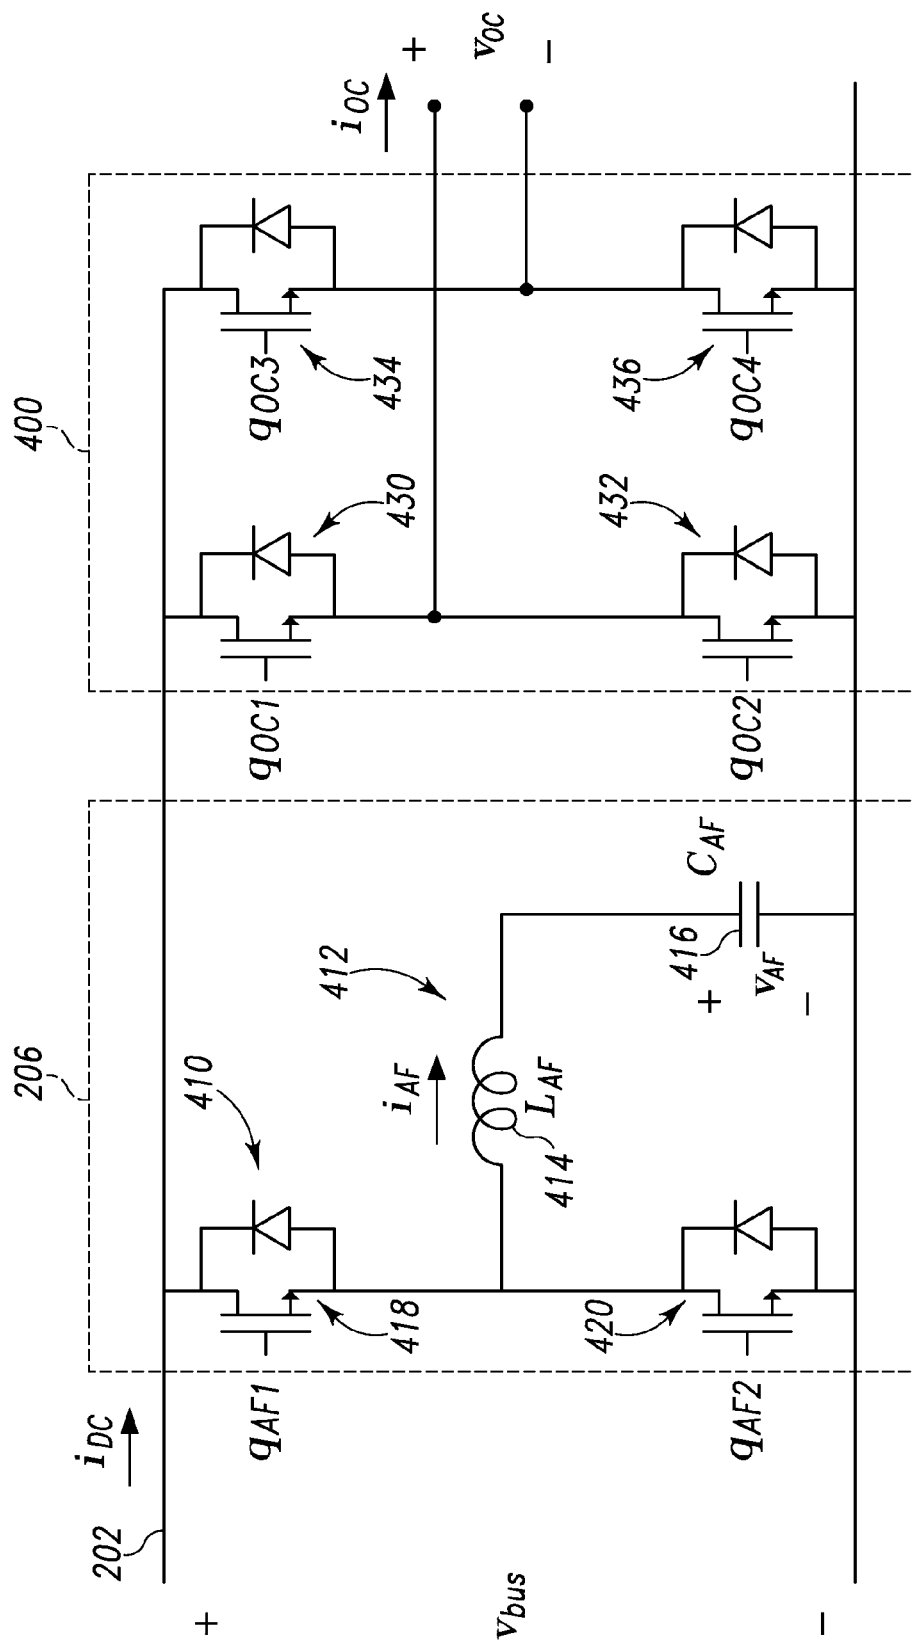 400
206
202
i_DC
410
412
i_OC
+
v_OC
−
q_AF1
418
i_AF
q_OC1
430
q_OC3
434
414
L_AF
+
v_bus
−
420
q_AF2
+
v_AF
−
416
C_AF
432
q_OC2
436
q_OC4